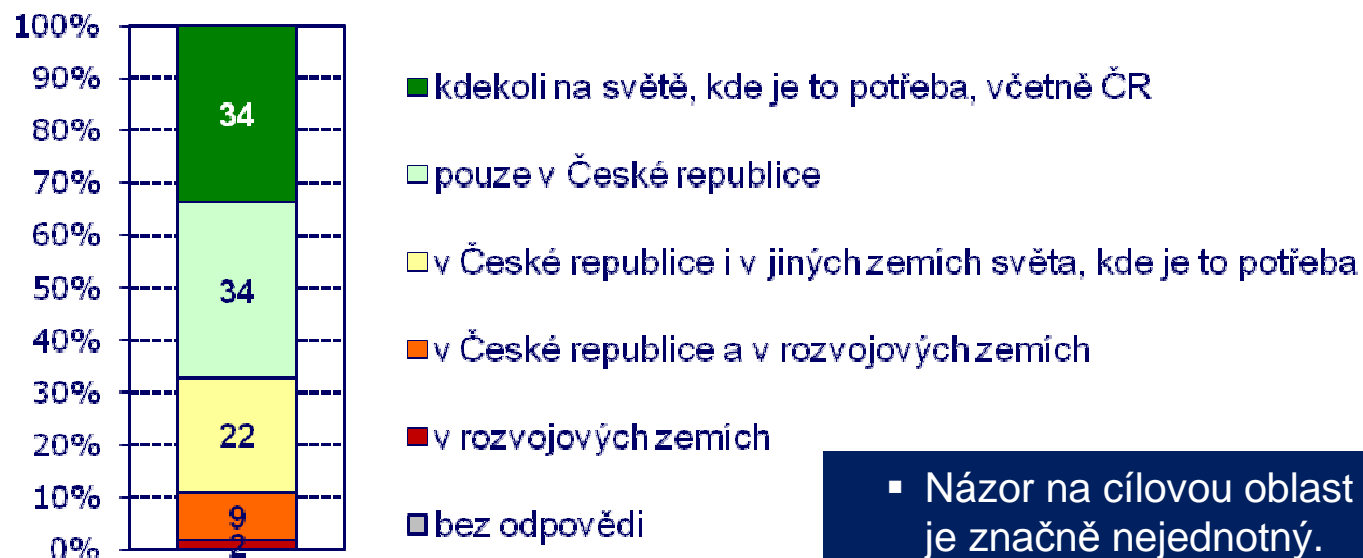 100%
90%
80%
70%
60%
50%
40%
30%
20%
10%
0%
34
34
22
9
2
kdekoli na světě, kde je to potřeba, včetně ČR
pouze v České republice
v České republice i v jiných zemích světa, kde je to potřeba
v České republice a v rozvojových zemích
v rozvojových zemích
bez odpovědi
▪ Názor na cílovou oblast
je značně nejednotný.